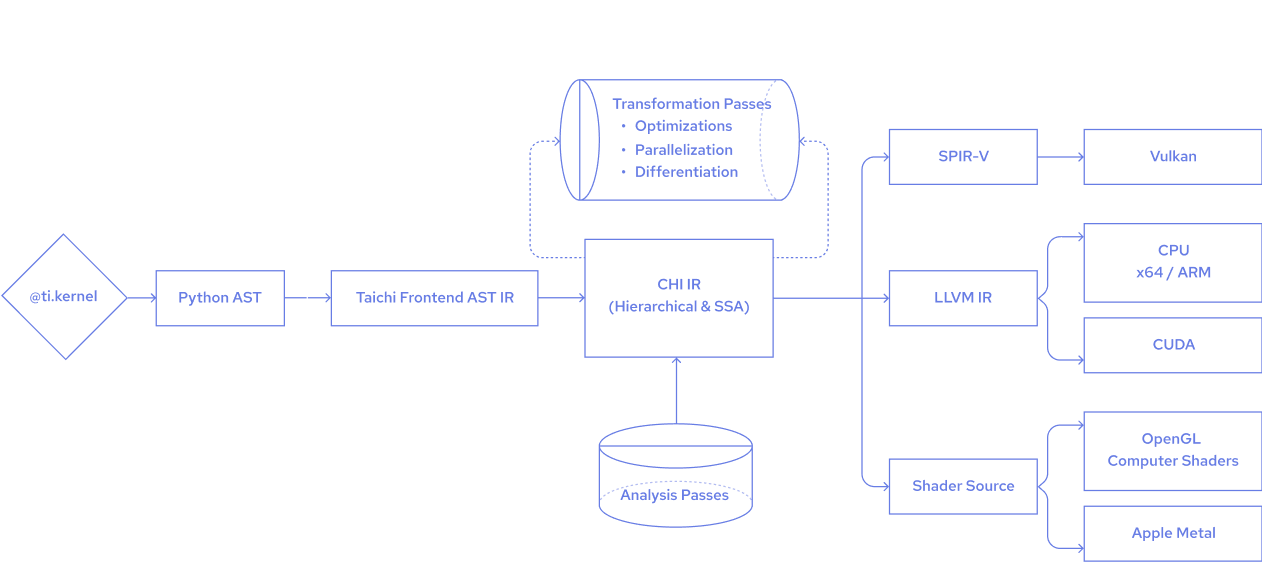 Transformation Passes
• Optimizations
• Parallelization
• Differentiation
@ti.kernel
Python AST
Taichi Frontend AST IR
CHI IR
(Hierarchical & SSA)
Analysis Passes
SPIR-V
Vulkan
LLVM IR
CPU
x64 / ARM
CUDA
Shader Source
OpenGL
Computer Shaders
Apple Metal